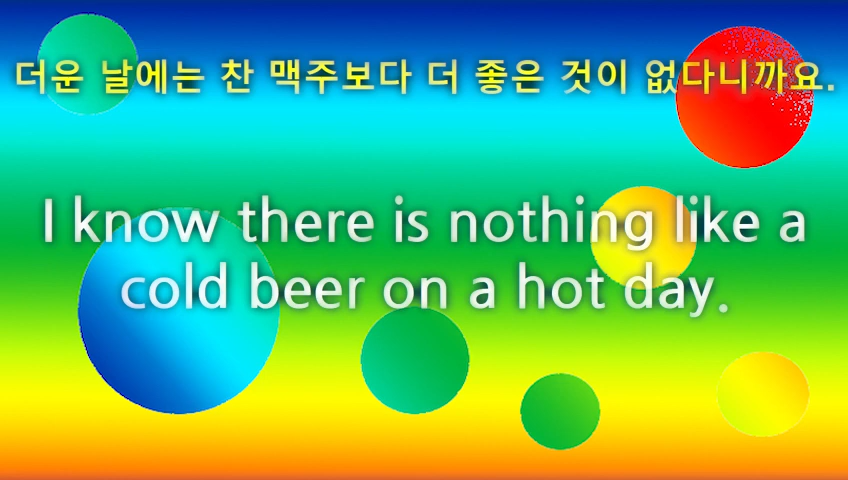 더운 날에는 찬 맥주보다 더 좋은 것이 없다니까요.
I know there is nothing like a
cold beer on a hot day.